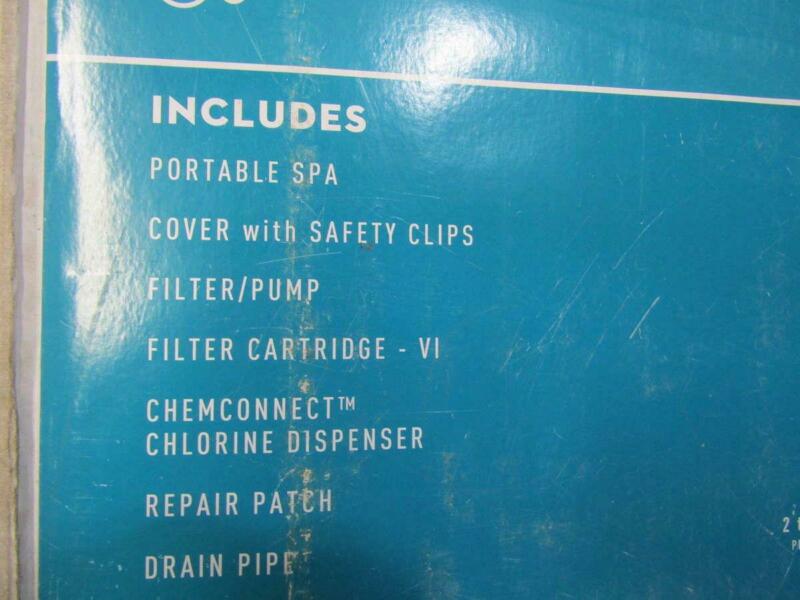 INCLUDES
PORTABLE SPA
COVER with SAFETY CLIPS
FILTER/PUMP
FILTER CARTRIDGE - VI
CHEMCONNECT™
CHLORINE DISPENSER
REPAIR PATCH
DRAIN PIPE
2